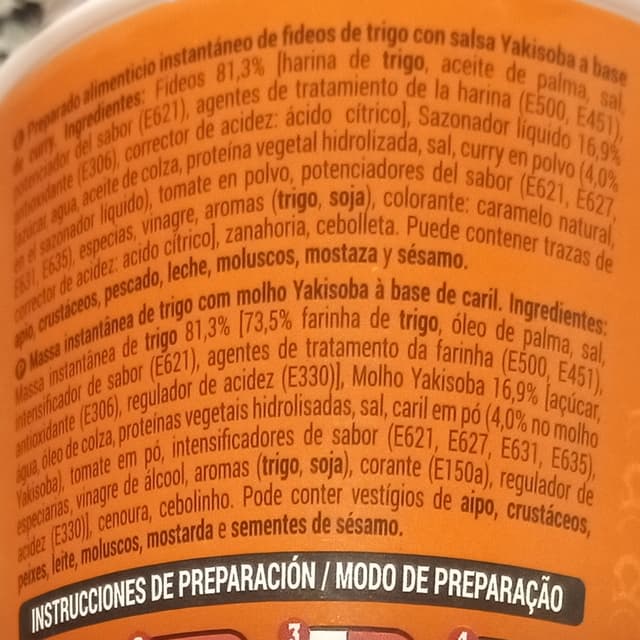 Preparado alimenticio instantáneo de fideos de trigo con salsa Yakisoba a base
de curry. Ingredientes: Fideos 81,3% [harina de trigo, aceite de palma, sal,
potenciador del sabor (E621), agentes de tratamiento de la harina (E500, E451),
antioxidante (E306), corrector de acidez: ácido cítrico], Sazonador líquido 16,9%
[azúcar, agua, aceite de colza, proteína vegetal hidrolizada, sal, curry en polvo (4,0%
en el sazonador líquido), tomate en polvo, potenciadores del sabor (E621, E627,
E631, E635), especias, vinagre, aromas (trigo, soja), colorante: caramelo natural,
corrector de acidez: acido cítrico], zanahoria, cebolleta. Puede contener trazas de
apio, crustáceos, pescado, leche, moluscos, mostaza y sésamo.
P Massa instantânea de trigo com molho Yakisoba à base de caril. Ingredientes:
Massa instantânea de trigo 81,3% [73,5% farinha de trigo, óleo de palma, sal,
intensificador de sabor (E621), agentes de tratamento da farinha (E500, E451),
antioxidante (E306), regulador de acidez (E330)], Molho Yakisoba 16,9% [açúcar,
água, óleo de colza, proteínas vegetais hidrolisadas, sal, caril em pó (4,0% no molho
Yakisoba), tomate em pó, intensificadores de sabor (E621, E627, E631, E635),
especiarias, vinagre de álcool, aromas (trigo, soja), corante (E150a), regulador de
acidez (E330)], cenoura, cebolinho. Pode conter vestígios de aipo, crustáceos,
peixes, leite, moluscos, mostarda e sementes de sésamo.
INSTRUCCIONES DE PREPARACIÓN / MODO DE PREPARAÇÃO
3